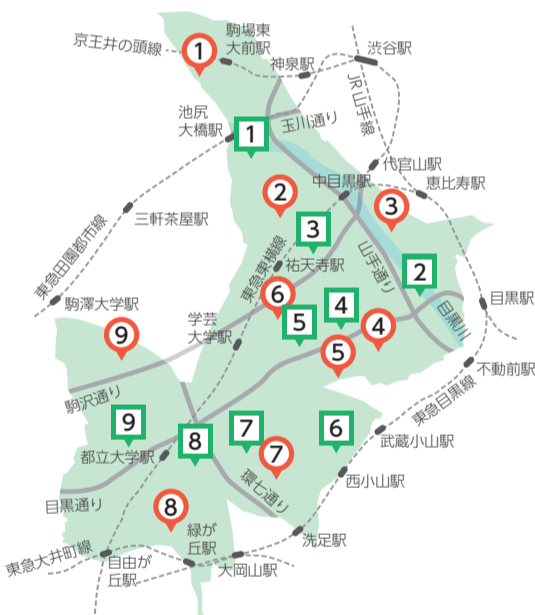 京王井の頭線
1
駒場東
大前駅
神泉駅
渋谷駅
JR山手線
池尻
大橋駅
1
玉川通り
代官山駅
2
中目黒駅
3
恵比寿駅
東急田園都市線
三軒茶屋駅
3
東急東横線
祐天寺駅
山手通り
2
目黒川
目黒駅
駒澤大学駅
9
学芸
大学駅
6
5
4
4
5
不動前駅
東急目黒線
駒沢通り
9
都立大学駅
8
7
7
6
武蔵小山駅
西小山駅
環七通り
目黒通り
8
緑が
丘駅
洗足駅
東急大井町線
自由が
丘駅
大岡山駅